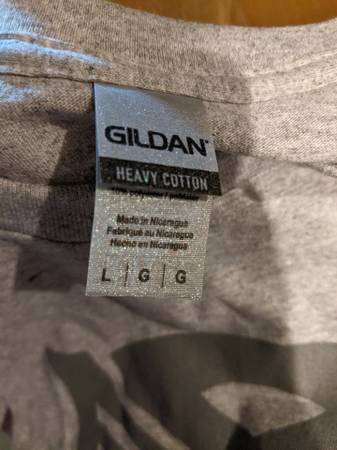 GILDAN
HEAVY COTTON
Made in Nicaragua
Fabriqué au Nicaragua
Hecho en Nicaragua
L | G | G